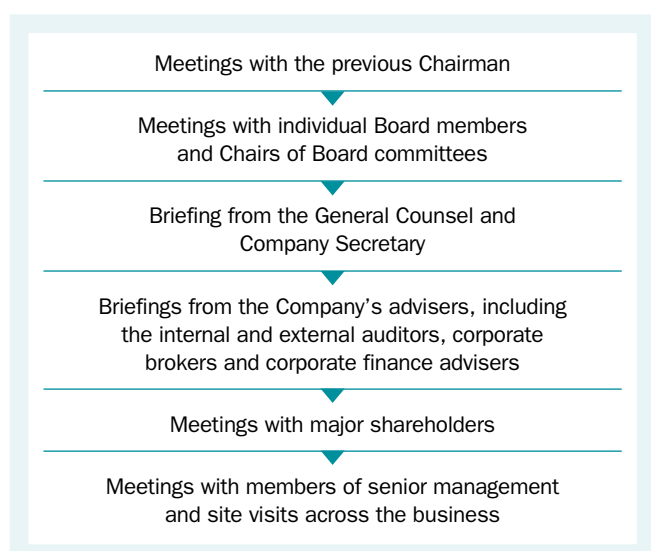 Meetings with the previous Chairman
Meetings with individual Board members
and Chairs of Board committees
Briefing from the General Counsel and
Company Secretary
Briefings from the Company’s advisers, including
the internal and external auditors, corporate
brokers and corporate finance advisers
Meetings with major shareholders
Meetings with members of senior management
and site visits across the business